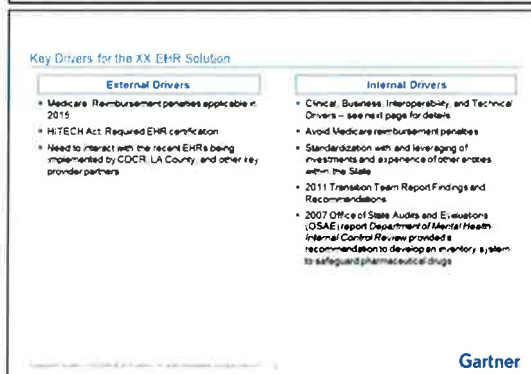 Key Drivers for the XX EHR Solution
External Drivers
• Medicare Reimbursement penalties applicable in
2015
• HITECH Act: Required EHR certification
• Need to interact with the recent EHRs being
implemented by CDCR, LA County, and other key
provider partners
Internal Drivers
• Clinical, Business, Interoperability, and Technical
Drivers – see next page for details
• Avoid Medicare reimbursement penalties
• Standardization with and leveraging of
investments and experience of other entities
within the State
• 2011 Transition Team Report Findings and
Recommendations
• 2007 Office of State Audits and Evaluations
(OSAE) report Department of Mental Health
Internal Control Review provided a
recommendation to develop an inventory system
to safeguard pharmaceutical drugs
Gartner